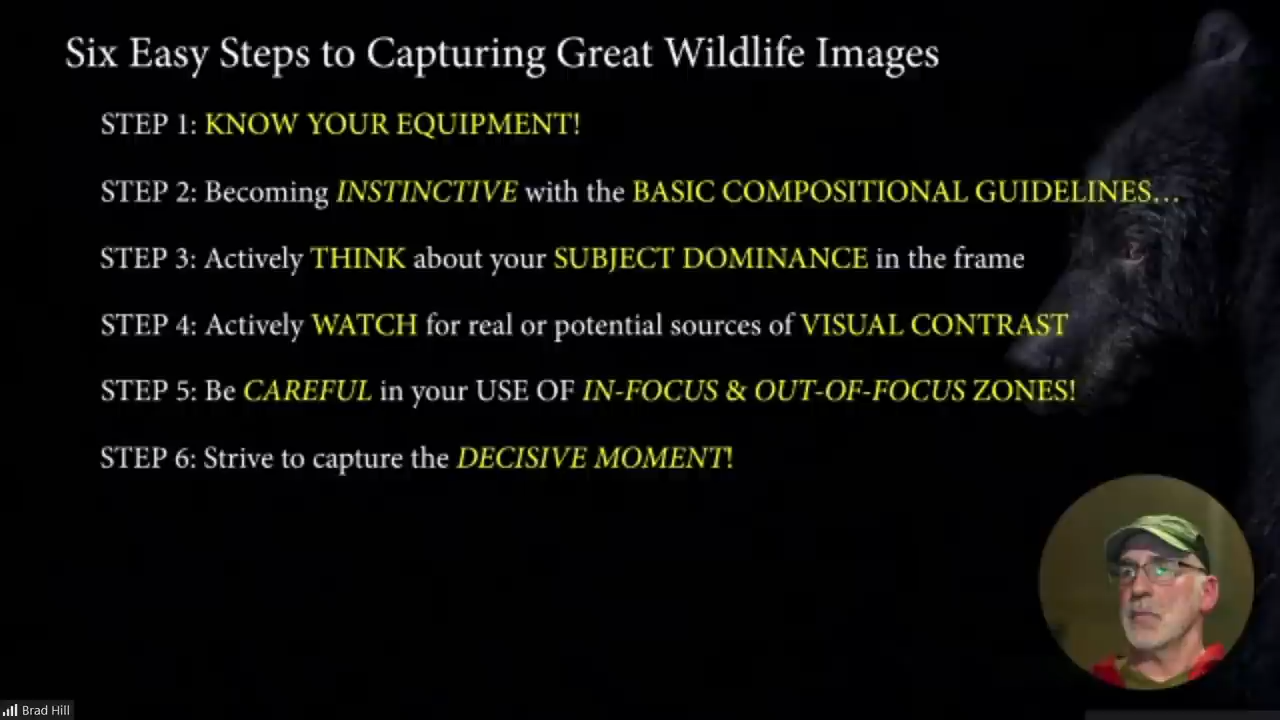 Six Easy Steps to Capturing Great Wildlife Images
STEP 1: KNOW YOUR EQUIPMENT!
STEP 2: Becoming INSTINCTIVE with the BASIC COMPOSITIONAL GUIDELINES…
STEP 3: Actively THINK about your SUBJECT DOMINANCE in the frame
STEP 4: Actively WATCH for real or potential sources of VISUAL CONTRAST
STEP 5: Be CAREFUL in your USE OF IN-FOCUS & OUT-OF-FOCUS ZONES!
STEP 6: Strive to capture the DECISIVE MOMENT!
Brad Hill